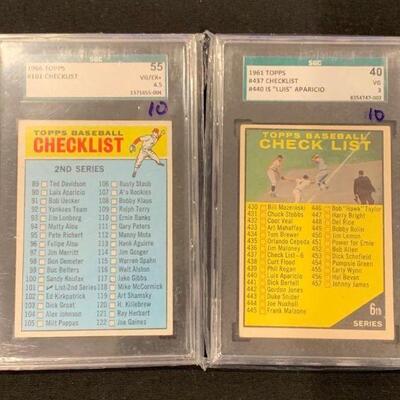 SGC
1966 TOPPS
#101 CHECKLIST
55
VG/EX+
4.5
1371655-004
10
TOPPS BASEBALL
CHECKLIST
2ND SERIES
89 Ted Davidson
90 Luis Aparicio
91 Bob Uecker
92 Yankees Team
93 Jim Lonborg
94 Matty Alou
95 Pete Richert
96 Felipe Alou
97 Jim Merritt
98 Don Demeter
99 Buc Belters
100 Sandy Koufax
101 List-2nd Series
102 Ed Kirkpatrick
103 Dick Groat
104 Alex Johnson
105 Milt Pappas
106 Rusty Staub
107 A's Rookies
108 Bobby Klaus
109 Ralph Terry
110 Ernie Banks
111 Gary Peters
112 Manny Mota
113 Hank Aguirre
114 Jim Gosger
115 Warren Spahn
116 Walt Alston
117 Jake Gibbs
118 Mike McCormick
119 Art Shamsky
120 H. Killebrew
121 Ray Herbert
122 Joe Gaines
SGC
1961 TOPPS
#437 CHECKLIST
#440 IS "LUIS" APARICIO
40
VG
3
8354747-002
10
TOPPS BASEBALL
CHECK LIST
430 Bill Mazeroski
431 Chuck Stobbs
432 Coot Veal
433 Art Mahaffey
434 Tom Brewer
435 Orlando Cepeda
436 Jim Maloney
437 Check List-6
438 Curt Flood
439 Phil Regan
440 Luis Aparicio
441 Dick Bertell
442 Gordon Jones
443 Duke Snider
444 Joe Nuxhall
445 Frank Malzone
446 Bob "Hawk" Taylor
447 Harry Bright
448 Del Rice
449 Bobby Bolin
450 Jim Lemon
451 Power for Ernie
452 Bob Allen
453 Dick Schofield
454 Pumpsie Green
455 Early Wynn
456 Hal Bevan
457 Johnny James
6th
SERIES